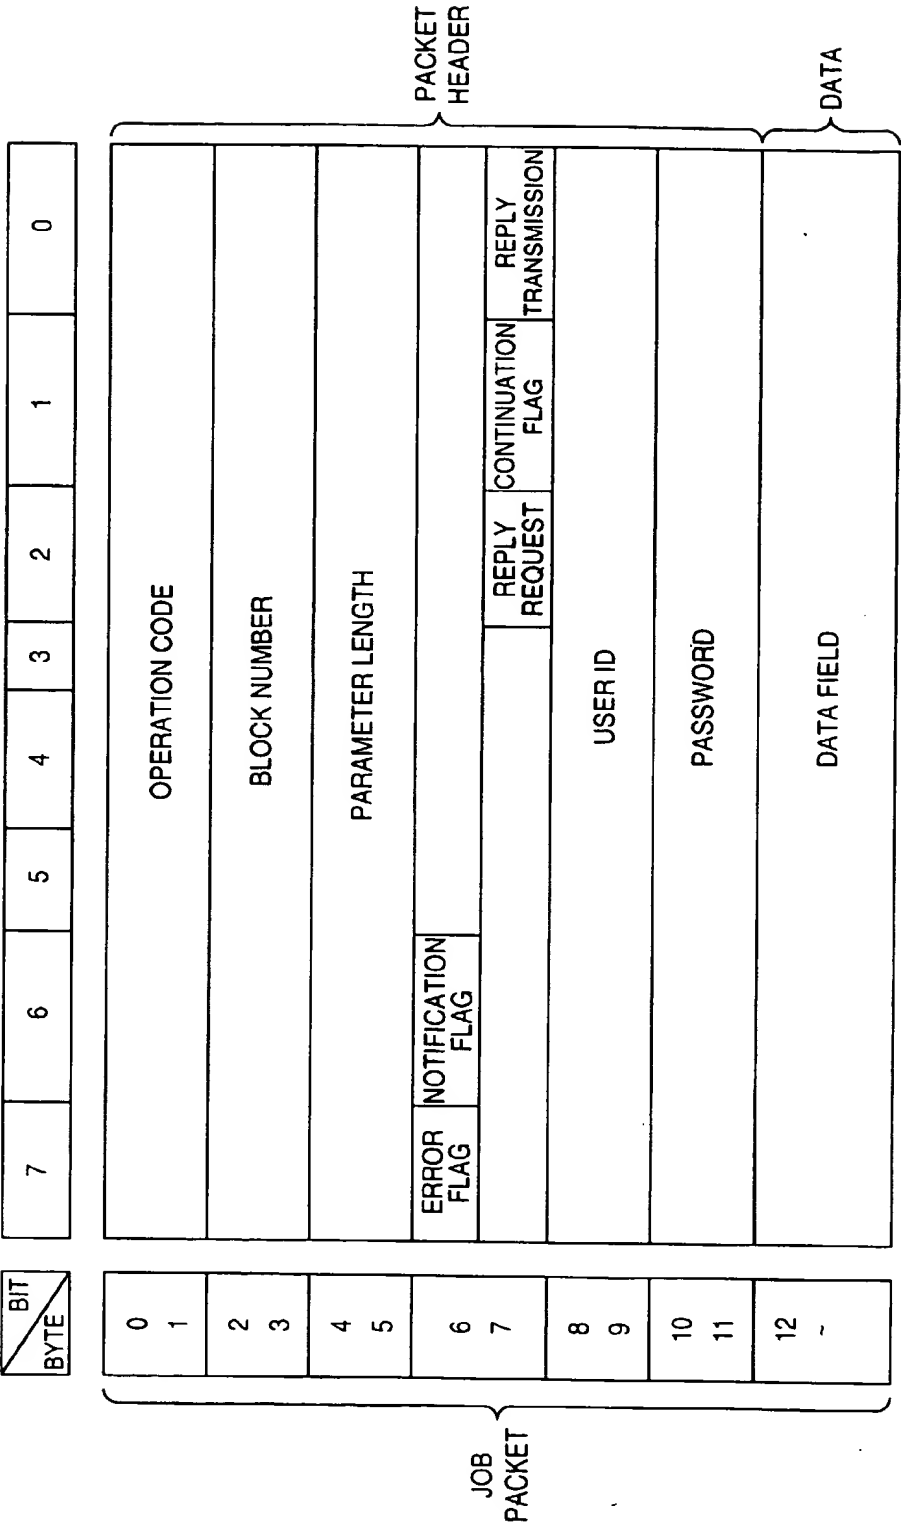 BIT
BYTE
7 6 5 4 3 2 1 0
JOB
PACKET
0
1
OPERATION CODE
2
3
BLOCK NUMBER
4
5
PARAMETER LENGTH
6
7
ERROR
FLAG
NOTIFICATION
FLAG
REPLY
REQUEST
CONTINUATION
FLAG
REPLY
TRANSMISSION
8
9
USER ID
10
11
PASSWORD
12
~
DATA FIELD
PACKET
HEADER
DATA